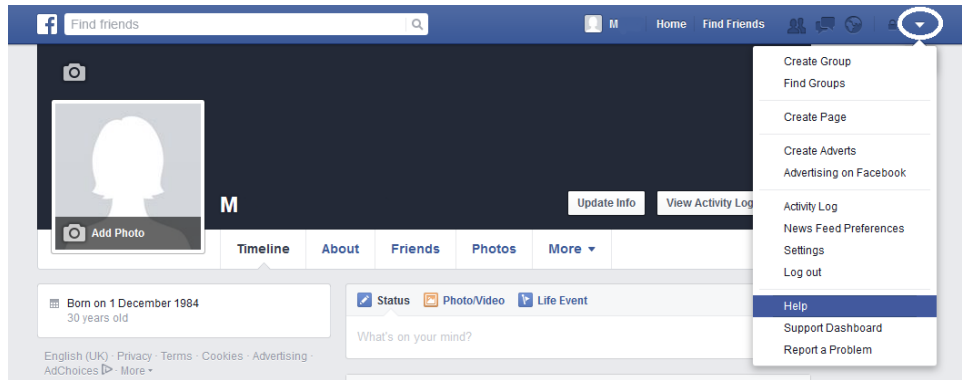 f Find friends M Home Find Friends
Create Group
Find Groups
Create Page
Create Adverts
Advertising on Facebook
Activity Log
News Feed Preferences
Settings
Log out
Help
Support Dashboard
Report a Problem
M
Update Info View Activity Log
Add Photo
Timeline About Friends Photos More
Born on 1 December 1984
30 years old
Status Photo/Video Life Event
What's on your mind?
English (UK) · Privacy · Terms · Cookies · Advertising ·
AdChoices · More